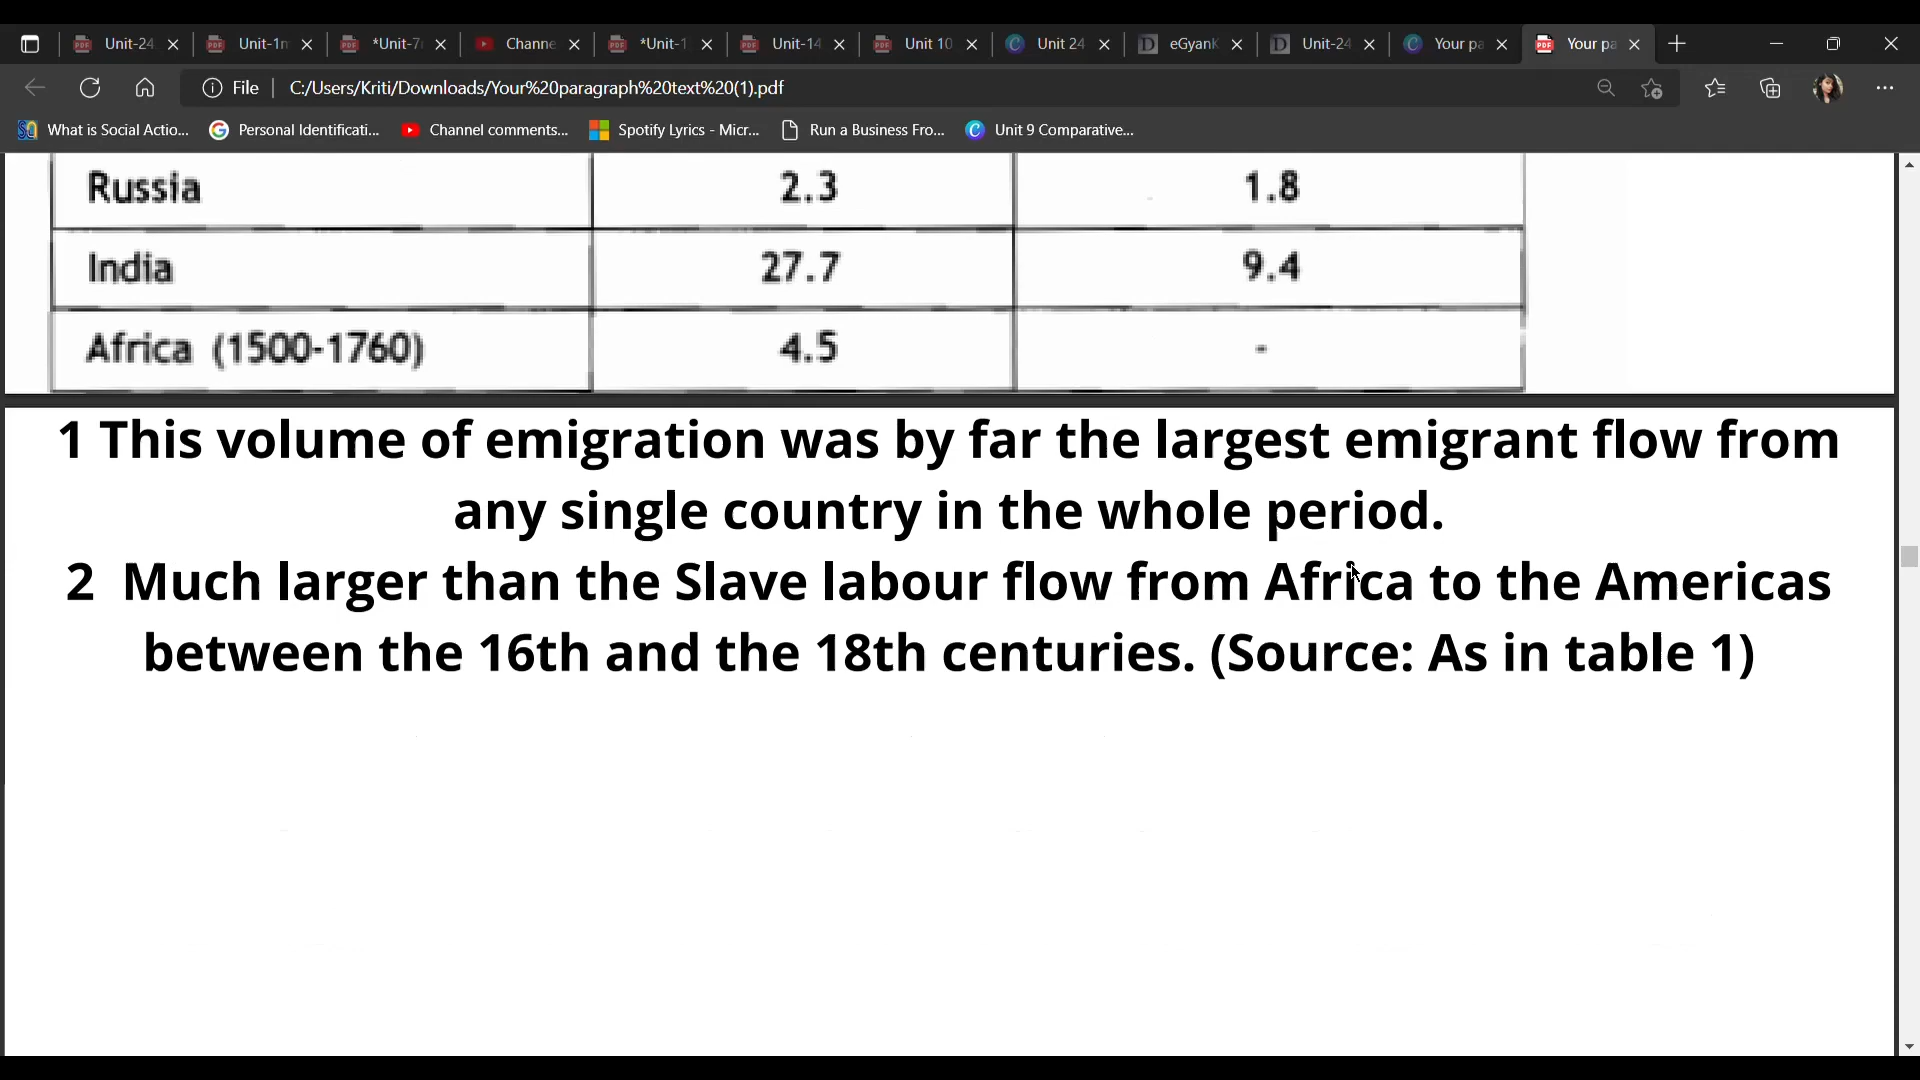 Unit-24
Unit-1m
*Unit-7
Channe
*Unit-1
Unit-14
Unit 10
Unit 24
eGyanK
Unit-24
Your pa
Your pa
File
C:/Users/Kriti/Downloads/Your%20paragraph%20text%20(1).pdf
What is Social Actio...
Personal Identificati...
Channel comments...
Spotify Lyrics - Micr...
Run a Business Fro...
Unit 9 Comparative...
Russia 2.3 1.8
India 27.7 9.4
Africa (1500-1760) 4.5 -
1 This volume of emigration was by far the largest emigrant flow from
any single country in the whole period.
2 Much larger than the Slave labour flow from Africa to the Americas
between the 16th and the 18th centuries. (Source: As in table 1)